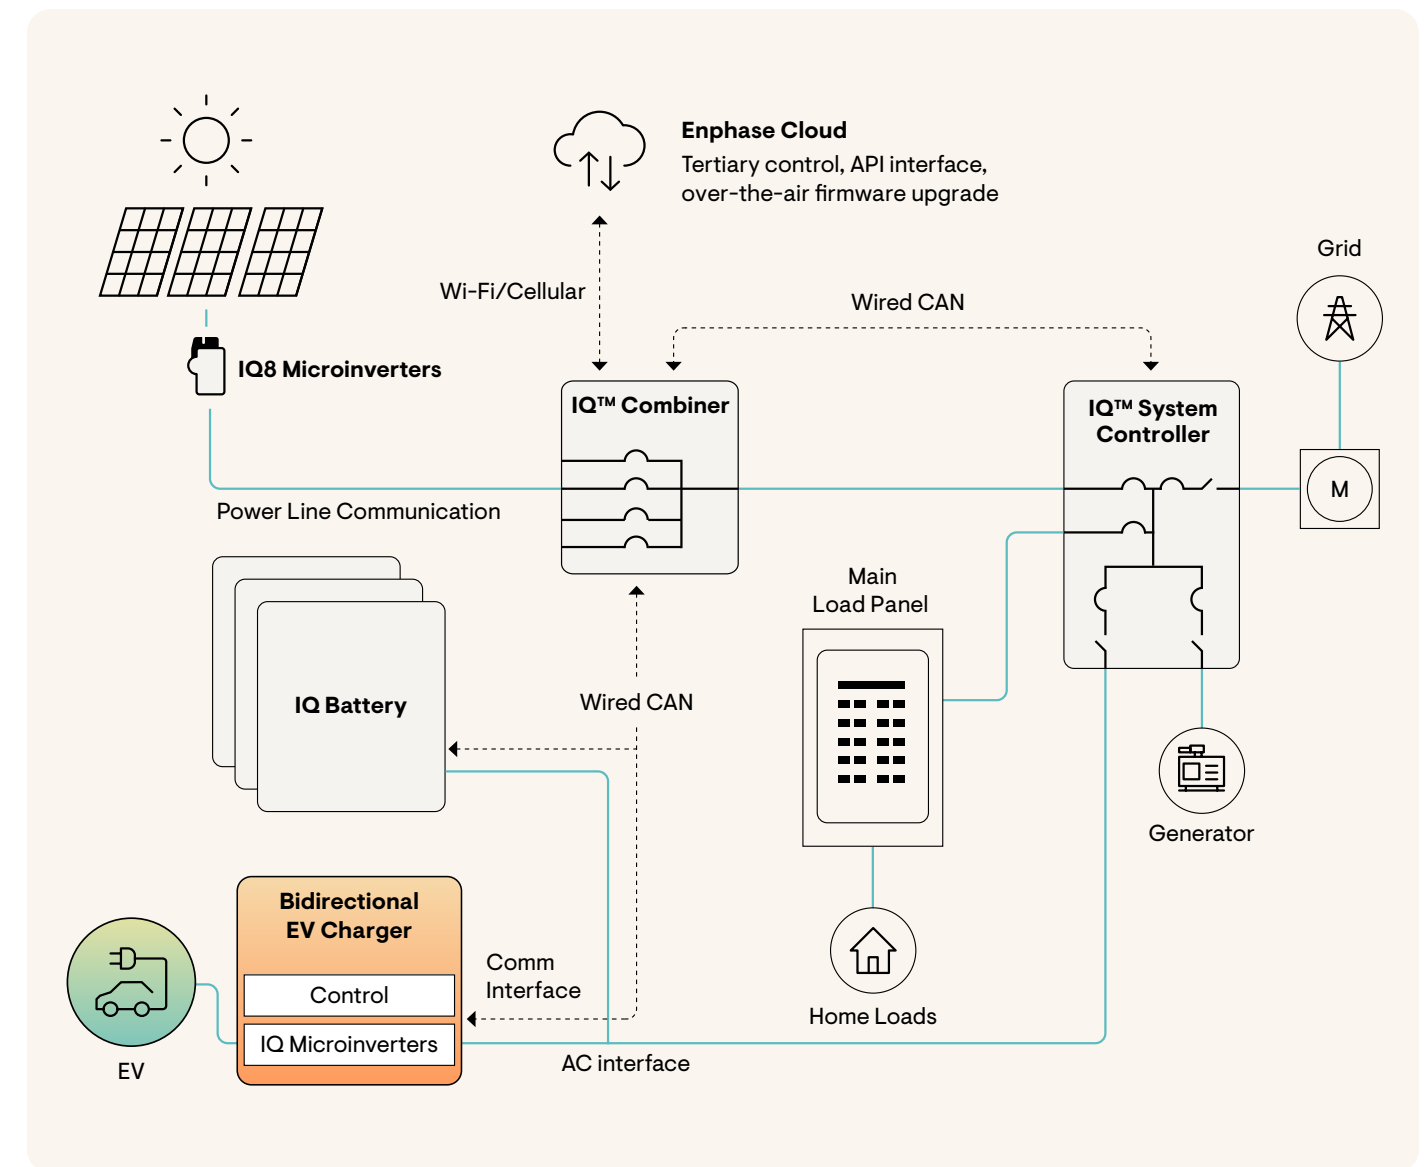 Enphase Cloud
Tertiary control, API interface,
over-the-air firmware upgrade
Grid
Wi-Fi/Cellular
Wired CAN
IQ8 Microinverters
IQ™ Combiner
IQ™ System
Controller
M
Power Line Communication
Main
Load Panel
IQ Battery
Wired CAN
Generator
Bidirectional
EV Charger
Comm
Interface
Control
Home Loads
IQ Microinverters
AC interface
EV